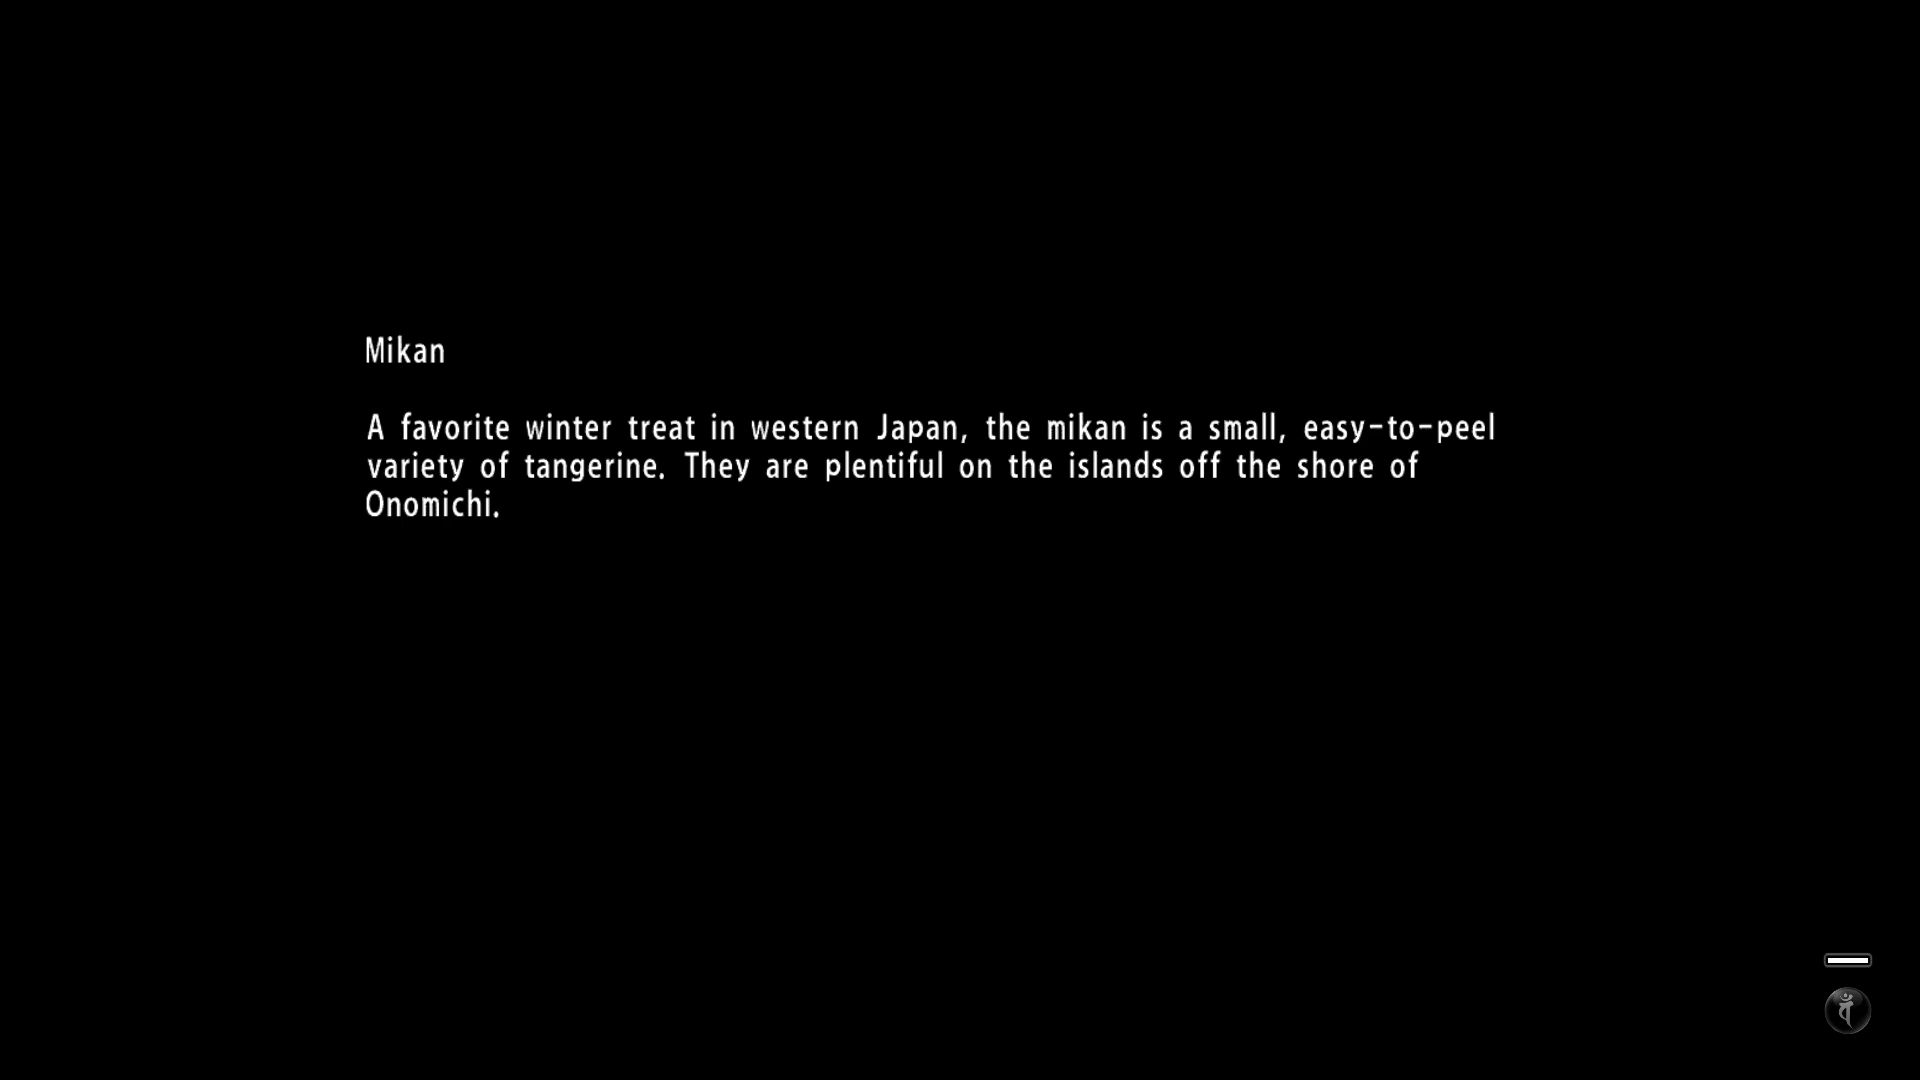 Mikan
A favorite winter treat in western Japan, the mikan is a small, easy-to-peel
variety of tangerine. They are plentiful on the islands off the shore of
Onomichi.